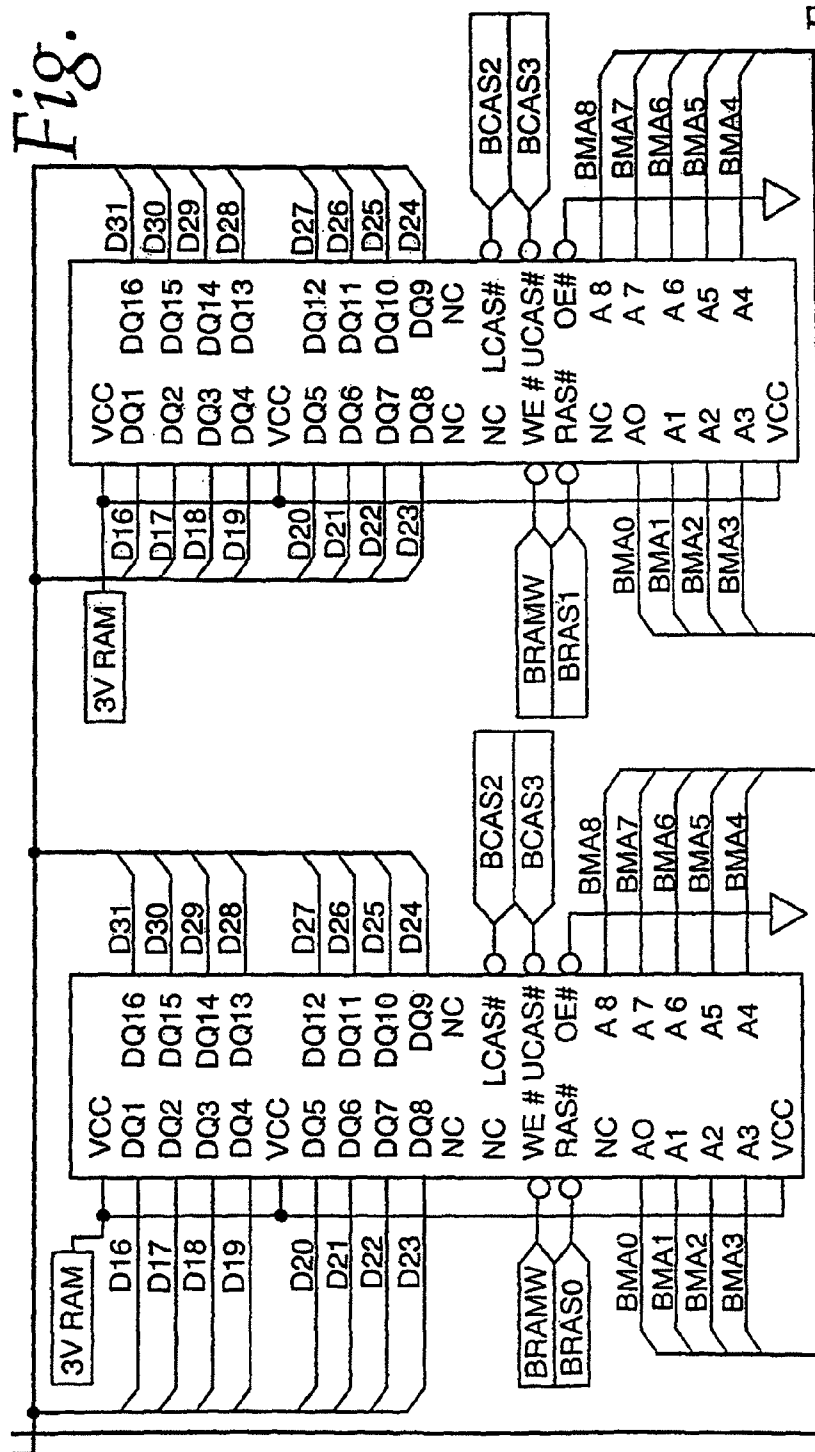 Fig.
3V RAM
D16
D17
D18
D19
D20
D21
D22
D23
BRAMW
BRAS0
BMA0
BMA1
BMA2
BMA3
VCC
DQ1 DQ16
DQ2 DQ15
DQ3 DQ14
DQ4 DQ13
VCC
DQ5 DQ12
DQ6 DQ11
DQ7 DQ10
DQ8 DQ9
NC NC
NC LCAS#
WE # UCAS#
RAS# OE#
NC A 8
AO A 7
A1 A 6
A2 A5
A3 A4
VCC
D31
D30
D29
D28
D27
D26
D25
D24
BCAS2
BCAS3
BMA8
BMA7
BMA6
BMA5
BMA4
3V RAM
D16
D17
D18
D19
D20
D21
D22
D23
BRAMW
BRAS1
BMA0
BMA1
BMA2
BMA3
VCC
DQ1 DQ16
DQ2 DQ15
DQ3 DQ14
DQ4 DQ13
VCC
DQ5 DQ12
DQ6 DQ11
DQ7 DQ10
DQ8 DQ9
NC NC
NC LCAS#
WE # UCAS#
RAS# OE#
NC A 8
AO A 7
A1 A 6
A2 A5
A3 A4
VCC
D31
D30
D29
D28
D27
D26
D25
D24
BCAS2
BCAS3
BMA8
BMA7
BMA6
BMA5
BMA4